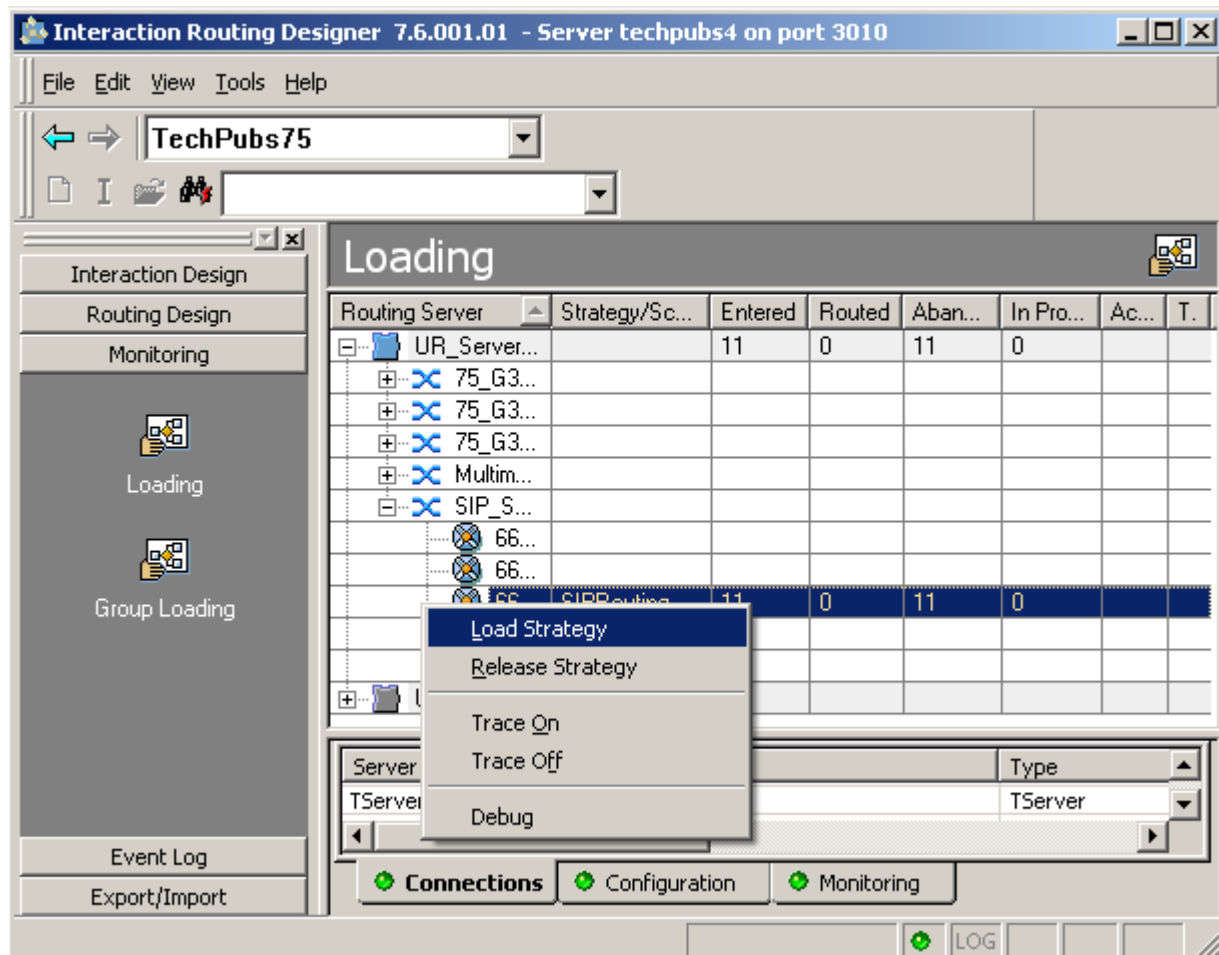 Interaction Routing Designer 7.6.001.01 - Server techpubs4 on port 3010
File Edit View Tools Help
TechPubs75
Interaction Design
Routing Design
Monitoring
Loading
Group Loading
Event Log
Export/Import
Loading
Routing Server Strategy/Sc... Entered Routed Aban... In Pro... Ac... T.
UR_Server... 11 0 11 0
75_G3...
75_G3...
75_G3...
Multim...
SIP_S...
66...
66...
66... SIPRouting 11 0 11 0
Load Strategy
Release Strategy
Trace On
Trace Off
Debug
Server Type
TServer TServer
Connections Configuration Monitoring
LOG